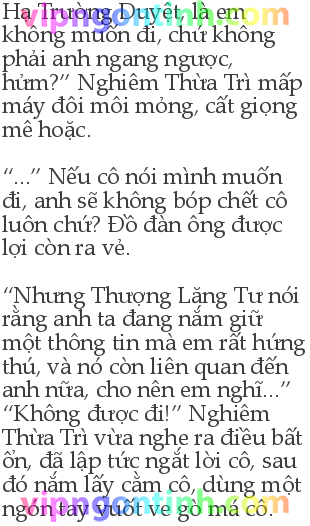 Hạ Trường Duyệt, là em
không muốn đi, chứ không
phải anh ngang ngược,
hửm?” Nghiêm Thừa Trì mấp
máy đôi môi mỏng, cất giọng
mê hoặc.
“...” Nếu cô nói mình muốn
đi, anh sẽ không bóp chết cô
luôn chứ? Đồ đàn ông được
lợi còn ra vẻ.
“Nhưng Thượng Lăng Tư nói
rằng anh ta đang nắm giữ
một thông tin mà em rất hứng
thú, và nó còn liên quan đến
anh nữa, cho nên em nghĩ...”
“Không được đi!” Nghiêm
Thừa Trì vừa nghe ra điều bất
ổn, đã lập tức ngắt lời cô, sau
đó nắm lấy cằm cô, dùng một
ngón tay vuốt ve gò má cô.
vipngontinh.com
vipngontinh.com